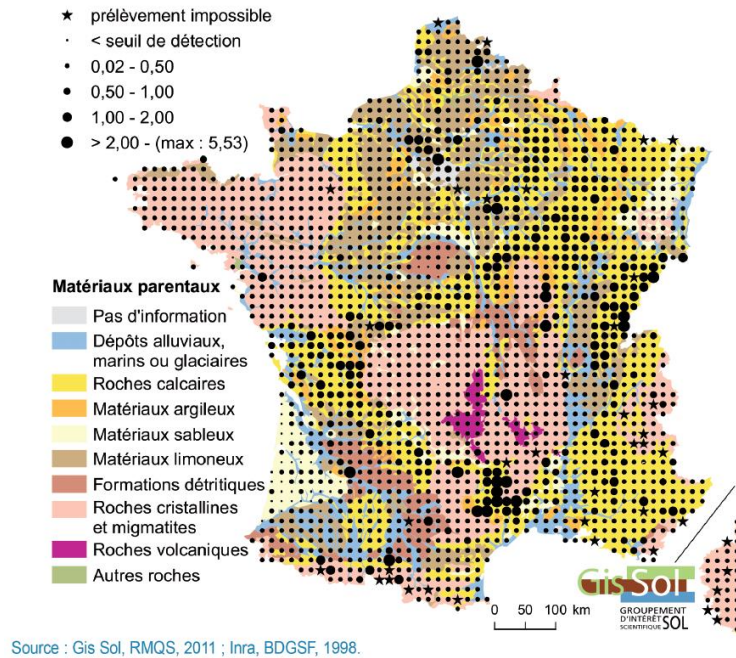 prélèvement impossible
< seuil de détection
0,02 - 0,50
0,50 - 1,00
1,00 - 2,00
> 2,00 - (max : 5,53)
Matériaux parentaux
Pas d'information
Dépôts alluviaux,
marins ou glaciaires
Roches calcaires
Matériaux argileux
Matériaux sableux
Matériaux limoneux
Formations détritiques
Roches cristallines
et migmatites
Roches volcaniques
Autres roches
0 50 100 km
Gis Sol
GROUPEMENT
D'INTÉRÊT
SCIENTIFIQUE SOL
Source : Gis Sol, RMQS, 2011 ; Inra, BDGSF, 1998.